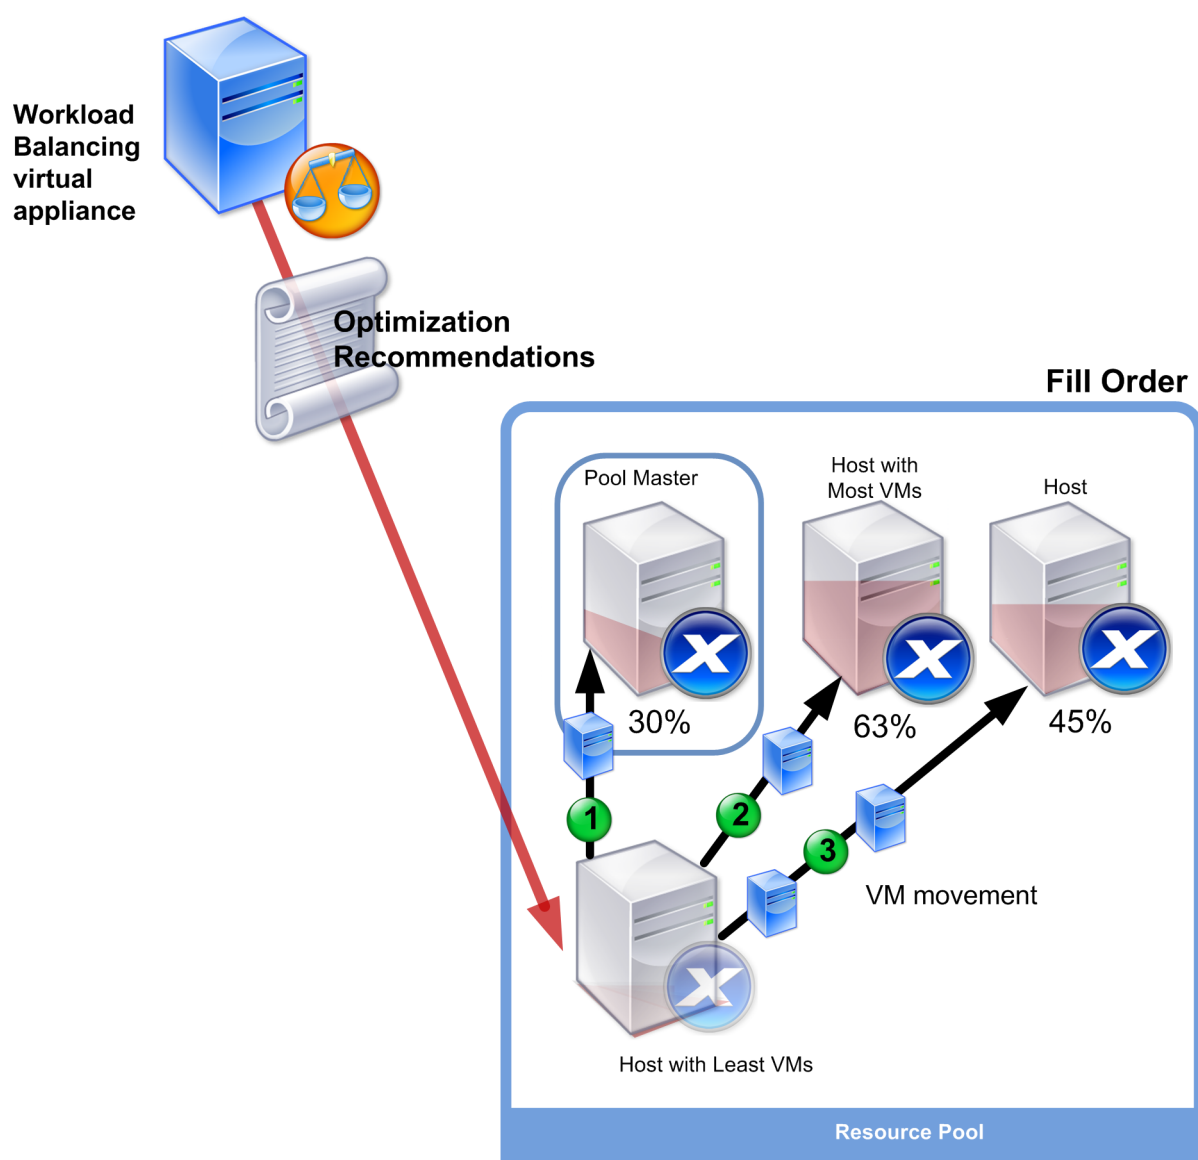 Workload
Balancing
virtual
appliance
Optimization
Recommendations
Fill Order
Pool Master
Host with
Most VMs
Host
X
X
X
30%
63%
45%
1
2
3
VM movement
X
Host with Least VMs
Resource Pool